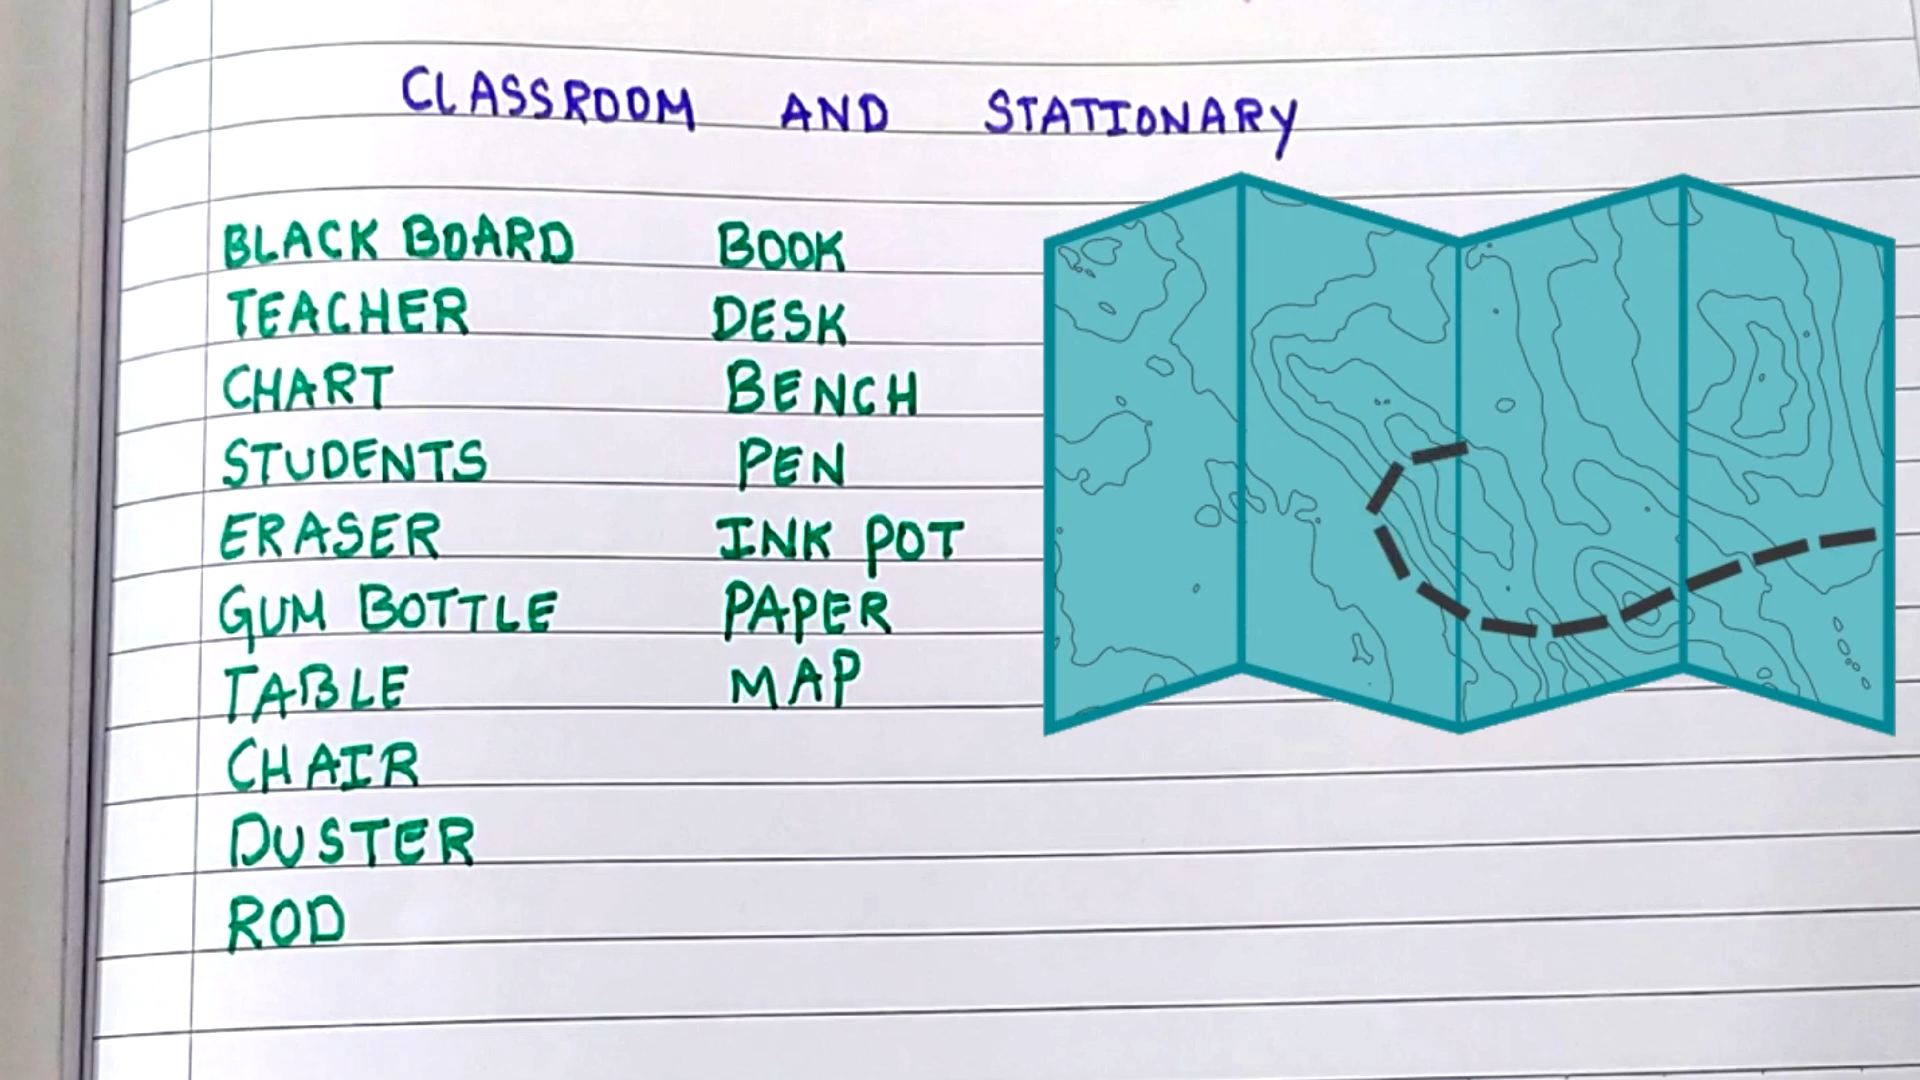 CLASSROOM AND STATIONARY
BLACK BOARD
TEACHER
CHART
STUDENTS
ERASER
GUM BOTTLE
TABLE
CHAIR
DUSTER
ROD
BOOK
DESK
BENCH
PEN
INK POT
PAPER
MAP